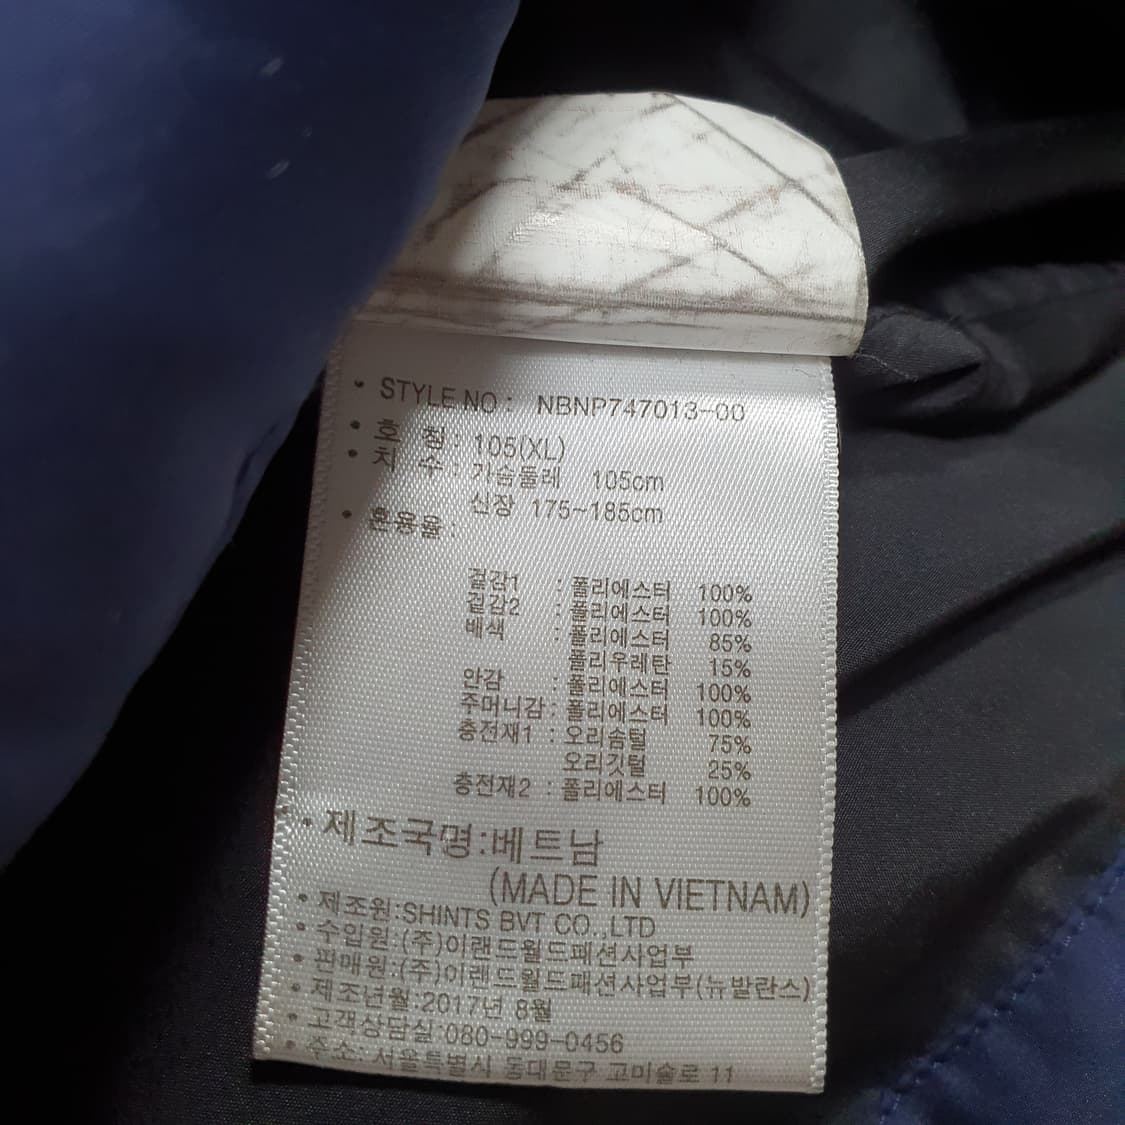 • STYLE NO : NBNP747013-00
• 호 칭 : 105(XL)
• 치 수 : 가슴둘레 105cm
신장 175~185cm
• 혼용율 :
겉감1 : 폴리에스터 100%
겉감2 : 폴리에스터 100%
배색 : 폴리에스터 85%
폴리우레탄 15%
안감 : 폴리에스터 100%
주머니감 : 폴리에스터 100%
충전재1 : 오리솜털 75%
오리깃털 25%
충전재2 : 폴리에스터 100%
• 제조국명:베트남
(MADE IN VIETNAM)
• 제조원:SHINTS BVT CO.,LTD
• 수입원:(주)이랜드월드패션사업부
• 판매원:(주)이랜드월드패션사업부(뉴발란스)
• 제조년월:2017년 8월
• 고객상담실:080-999-0456
• 주소: 서울특별시 동대문구 고미술로 11